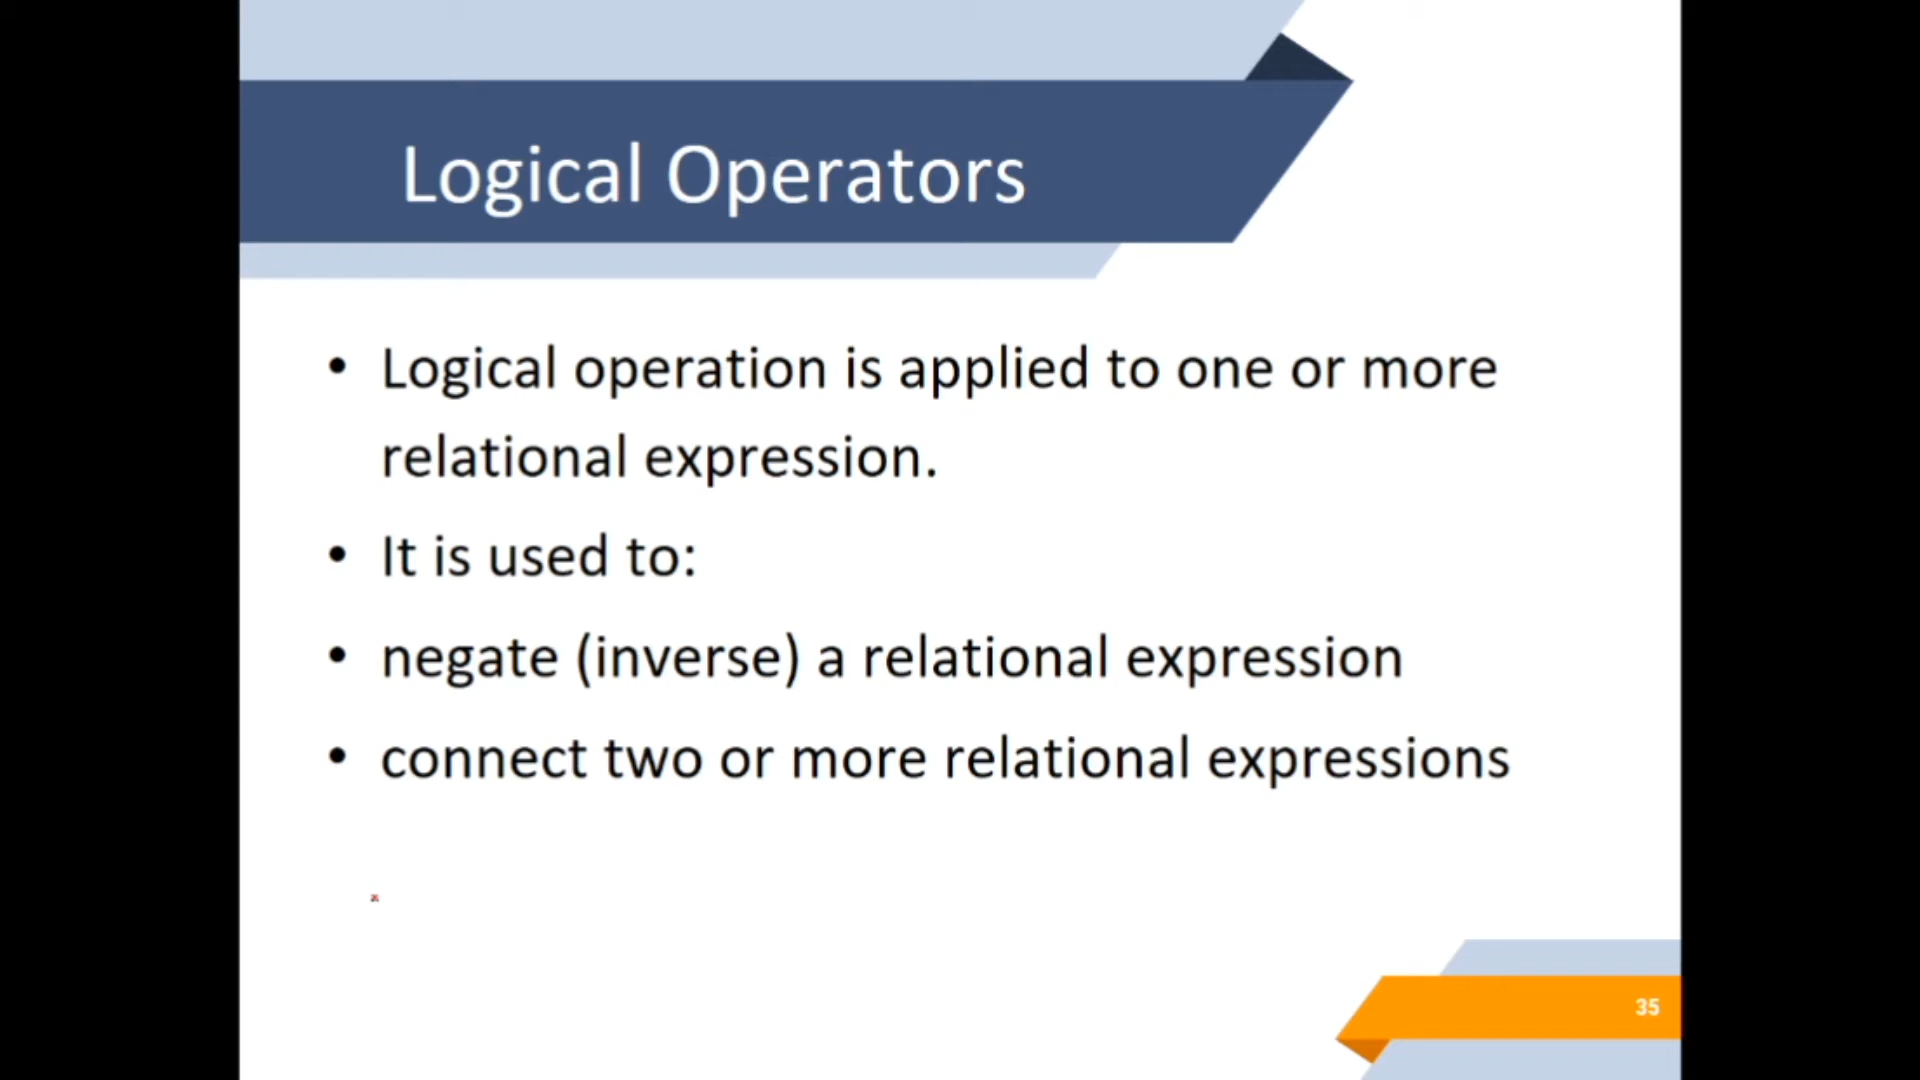 Logical Operators
• Logical operation is applied to one or more
relational expression.
• It is used to:
• negate (inverse) a relational expression
• connect two or more relational expressions
35